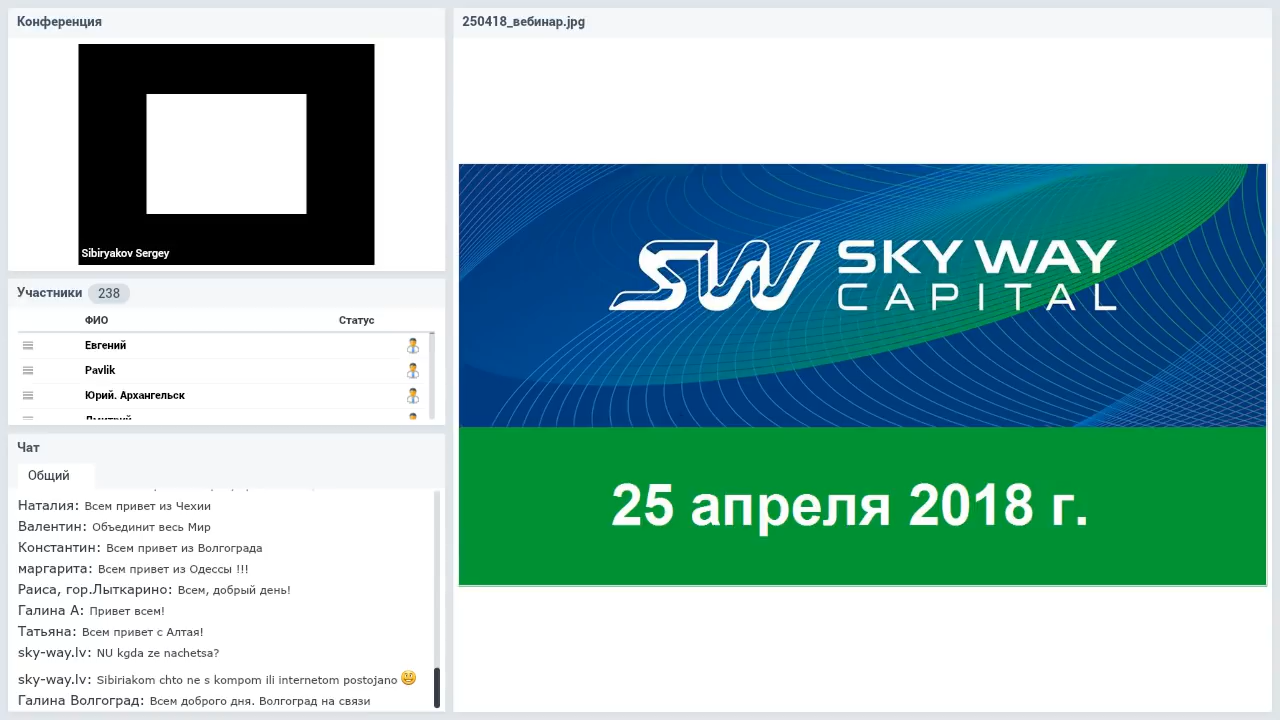 Конференция
Sibiryakov Sergey
Участники 238
ФИО Статус
Евгений
Pavlik
Юрий. Архангельск
Дмитрий
Чат
Общий
Наталия: Всем привет из Чехии
Валентин: Объединит весь Мир
Константин: Всем привет из Волгограда
маргарита: Всем привет из Одессы !!!
Раиса, гор.Лыткарино: Всем, добрый день!
Галина А: Привет всем!
Татьяна: Всем привет с Алтая!
sky-way.lv: NU kgda ze nachetsa?
sky-way.lv: Sibiriakom chto ne s kompom ili internetom postojano
Галина Волгоград: Всем доброго дня. Волгоград на связи
250418_вебинар.jpg
SW SKY WAY
CAPITAL
25 апреля 2018 г.